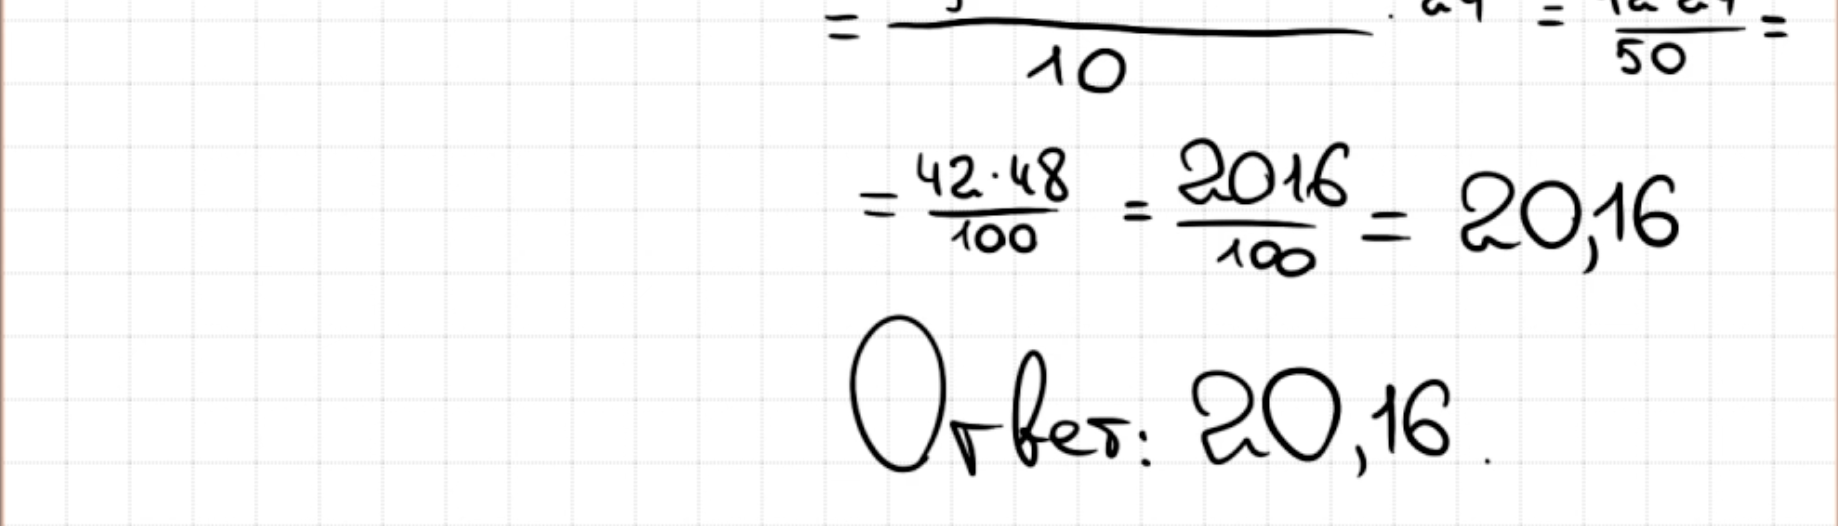 = /10 = /50 =
= 42·48/100 = 2016/100 = 20,16
Ответ: 20,16.